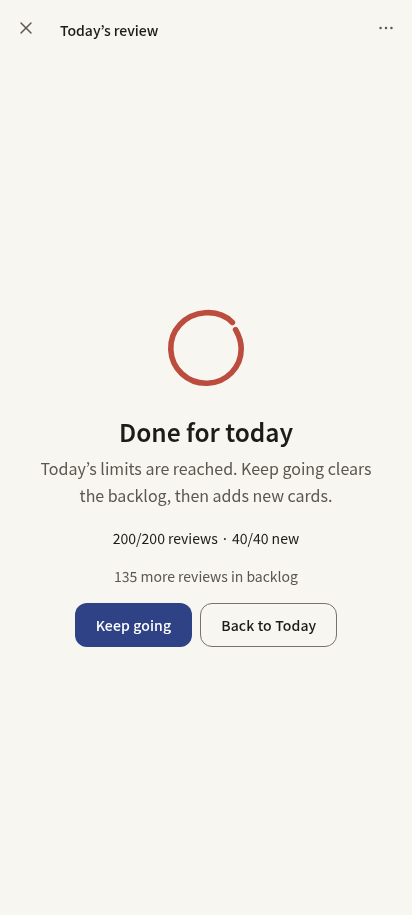 Today’s review
Done for today
Today’s limits are reached. Keep going clears
the backlog, then adds new cards.
200/200 reviews · 40/40 new
135 more reviews in backlog
Keep going
Back to Today